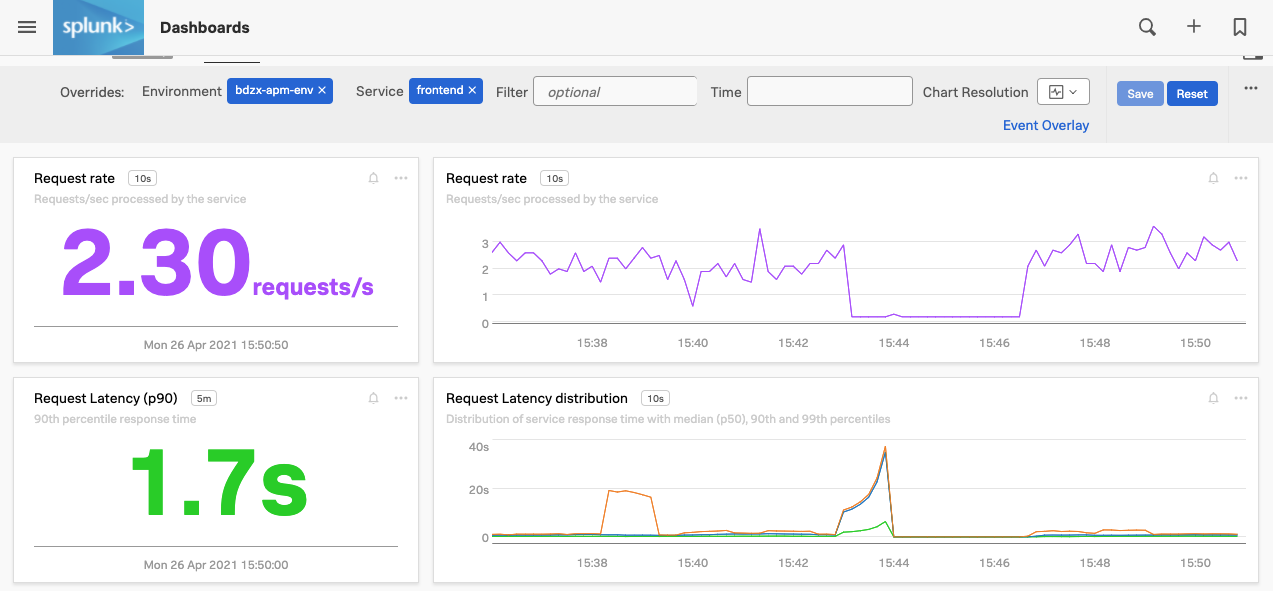 splunk> Dashboards
Overrides: Environment bdzx-apm-env × Service frontend × Filter optional Time Chart Resolution Save Reset
Event Overlay
Request rate 10s
Requests/sec processed by the service
2.30 requests/s
Mon 26 Apr 2021 15:50:50
Request rate 10s
Requests/sec processed by the service
3
2
1
0
15:38 15:40 15:42 15:44 15:46 15:48 15:50
Request Latency (p90) 5m
90th percentile response time
1.7s
Mon 26 Apr 2021 15:50:00
Request Latency distribution 10s
Distribution of service response time with median (p50), 90th and 99th percentiles
40s
20s
0
15:38 15:40 15:42 15:44 15:46 15:48 15:50